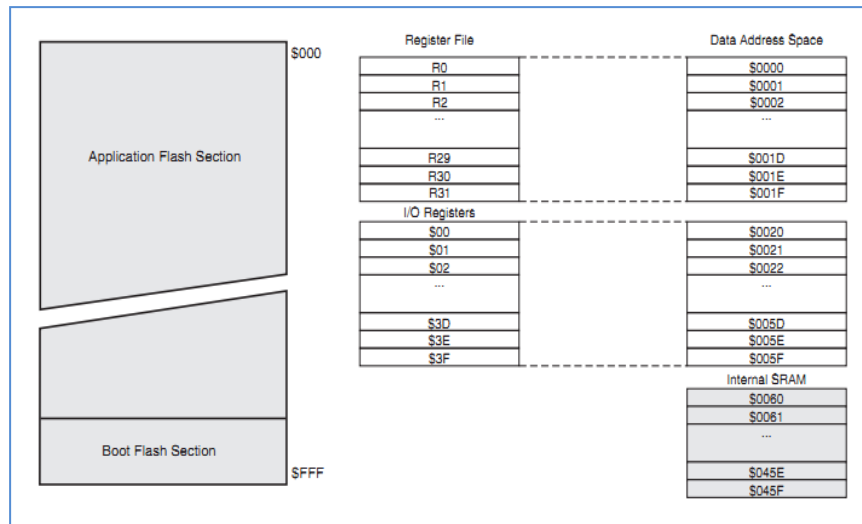 $000
Application Flash Section
Boot Flash Section
$FFF
Register File
R0
R1
R2
...
R29
R30
R31
I/O Registers
$00
$01
$02
...
$3D
$3E
$3F
Data Address Space
$0000
$0001
$0002
...
$001D
$001E
$001F
$0020
$0021
$0022
...
$005D
$005E
$005F
Internal SRAM
$0060
$0061
...
$045E
$045F